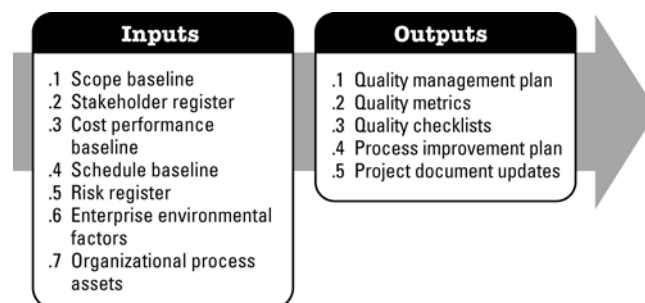 Inputs
.1 Scope baseline
.2 Stakeholder register
.3 Cost performance
baseline
.4 Schedule baseline
.5 Risk register
.6 Enterprise environmental
factors
.7 Organizational process
assets
Outputs
.1 Quality management plan
.2 Quality metrics
.3 Quality checklists
.4 Process improvement plan
.5 Project document updates